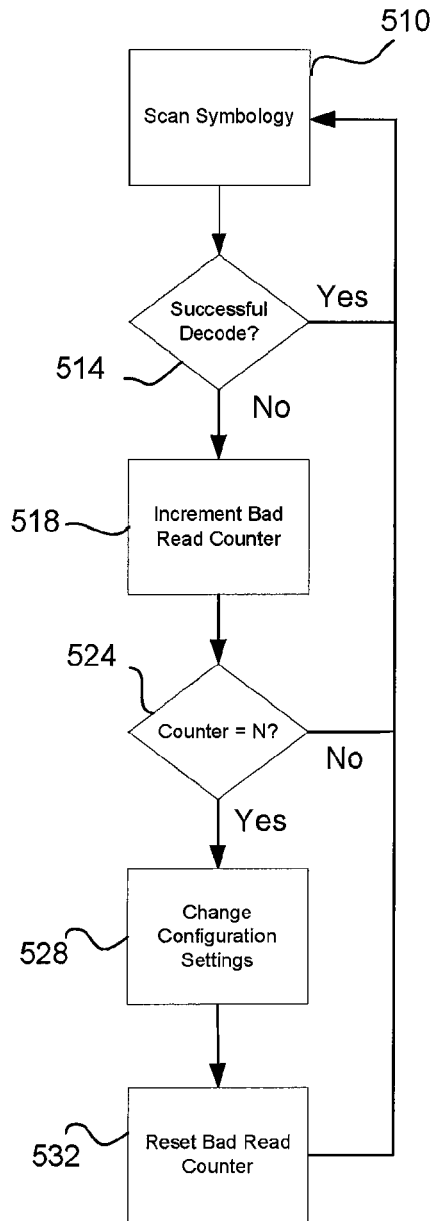 510
Scan Symbology
Successful
Decode?
Yes
514
No
518
Increment Bad
Read Counter
524
Counter = N?
No
Yes
Change
Configuration
Settings
528
Reset Bad Read
Counter
532